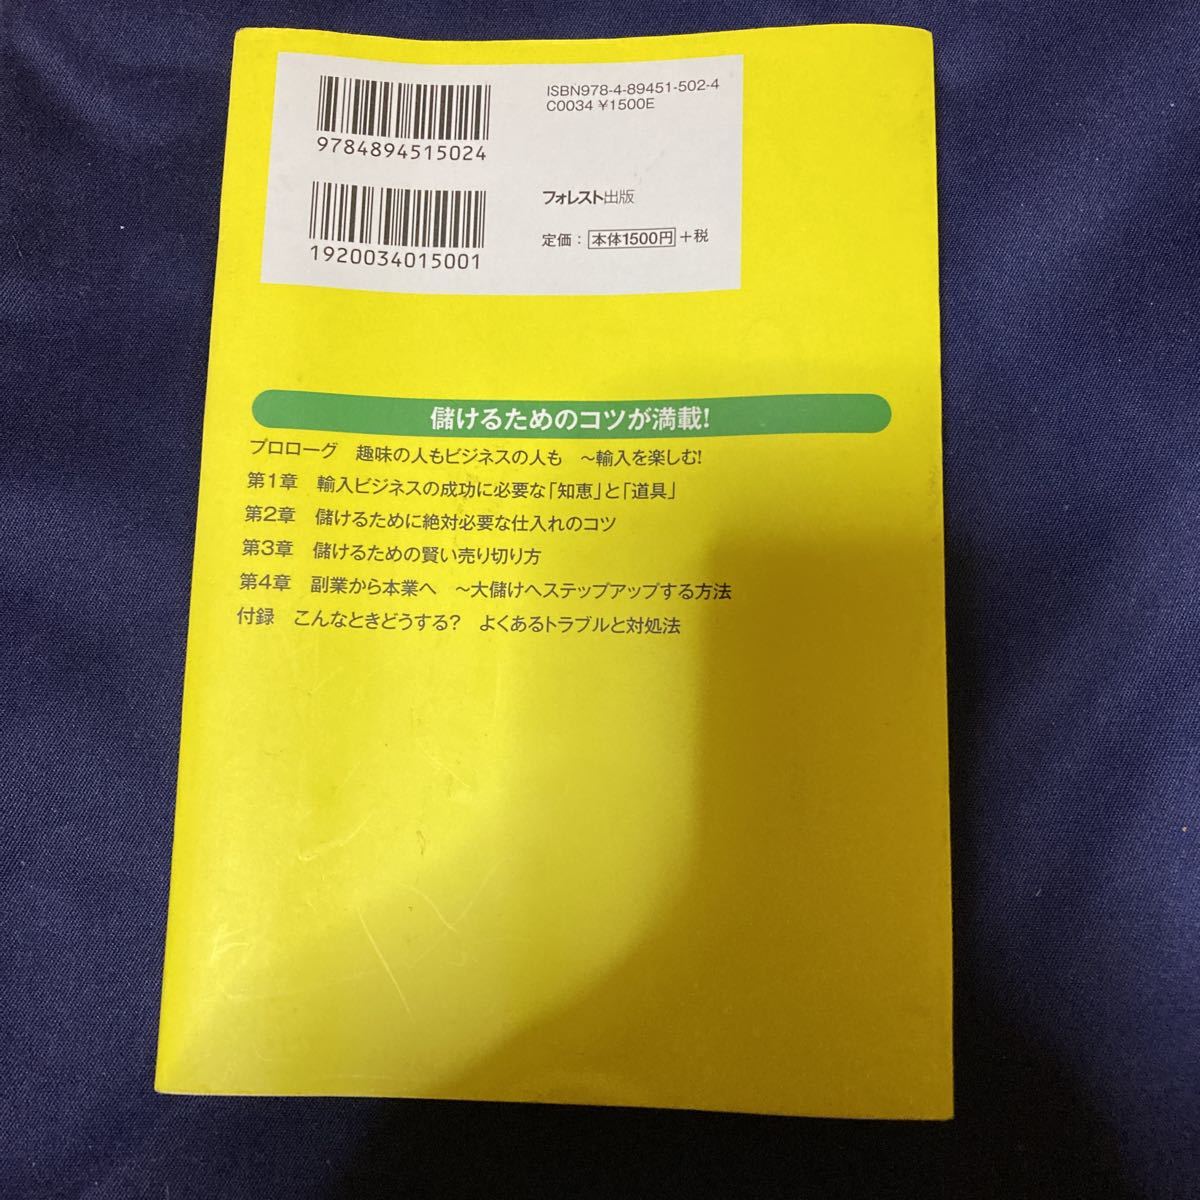 ISBN978-4-89451-502-4
C0034 ¥1500E
9784894515024
フォレスト出版
定価：本体1500円+税
1920034015001
儲けるためのコツが満載!
プロローグ　趣味の人もビジネスの人も　〜輸入を楽しむ!
第1章　輸入ビジネスの成功に必要な「知恵」と「道具」
第2章　儲けるために絶対必要な仕入れのコツ
第3章　儲けるための賢い売り切り方
第4章　副業から本業へ　〜大儲けへステップアップする方法
付録　こんなときどうする?　よくあるトラブルと対処法